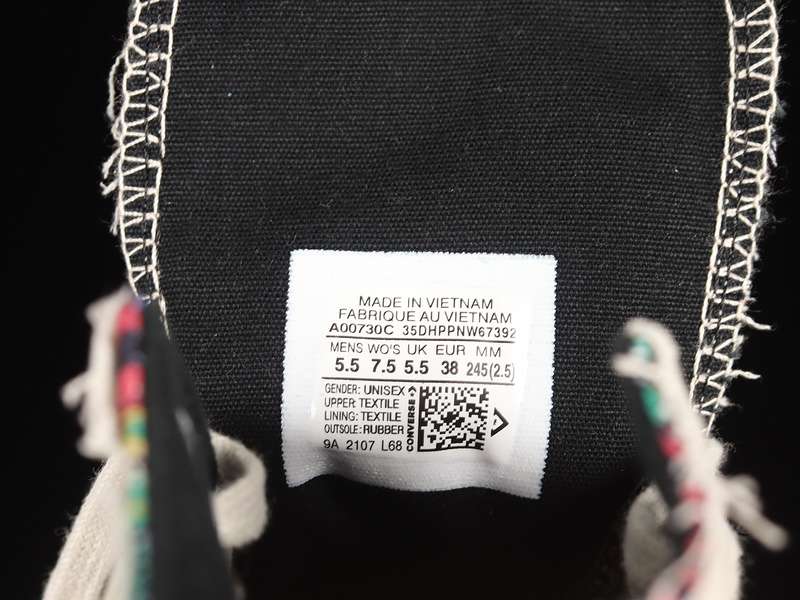 MADE IN VIETNAM
FABRIQUE AU VIETNAM
A00730C 35DHPPNW67392
MENS WO'S UK EUR MM
5.5 7.5 5.5 38 245(2.5)
GENDER: UNISEX
UPPER: TEXTILE
LINING: TEXTILE
OUTSOLE: RUBBER
9A 2107 L68
CONVERSE